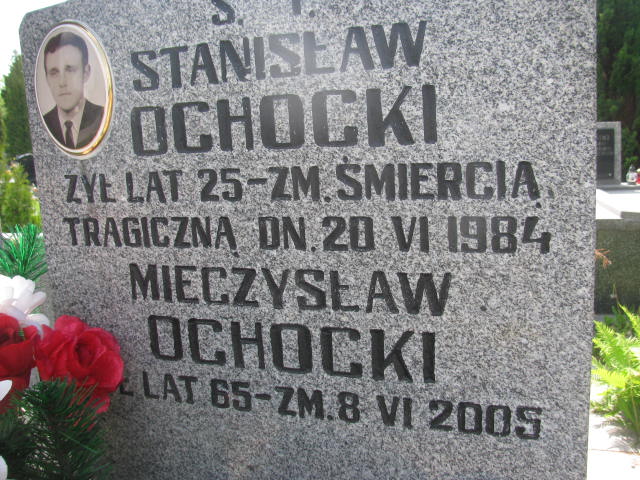 Ś. P.
STANISŁAW
OCHOCKI
ŻYŁ LAT 25-ZM. ŚMIERCIĄ
TRAGICZNĄ DN. 20 VI 1984
MIECZYSŁAW
OCHOCKI
LAT 65-ZM. 8 VI 2005